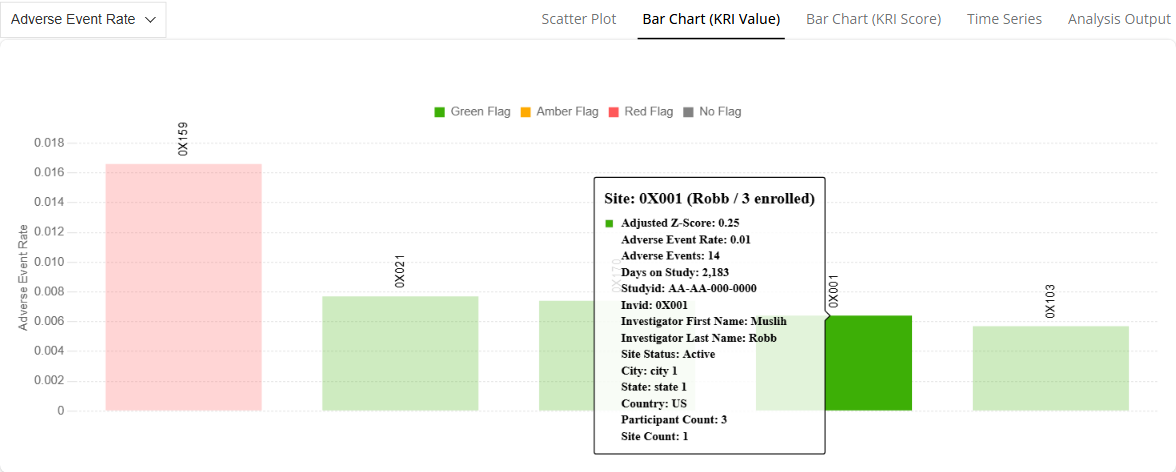 Adverse Event Rate
Scatter Plot
Bar Chart (KRI Value)
Bar Chart (KRI Score)
Time Series
Analysis Output
Green Flag
Amber Flag
Red Flag
No Flag
Adverse Event Rate
0.018
0.016
0.014
0.012
0.010
0.008
0.006
0.004
0.002
0
0X159
0X021
0X170
0X001
0X103
Site: 0X001 (Robb / 3 enrolled)
Adjusted Z-Score: 0.25
Adverse Event Rate: 0.01
Adverse Events: 14
Days on Study: 2,183
Studyid: AA-AA-000-0000
Invid: 0X001
Investigator First Name: Muslih
Investigator Last Name: Robb
Site Status: Active
City: city 1
State: state 1
Country: US
Participant Count: 3
Site Count: 1